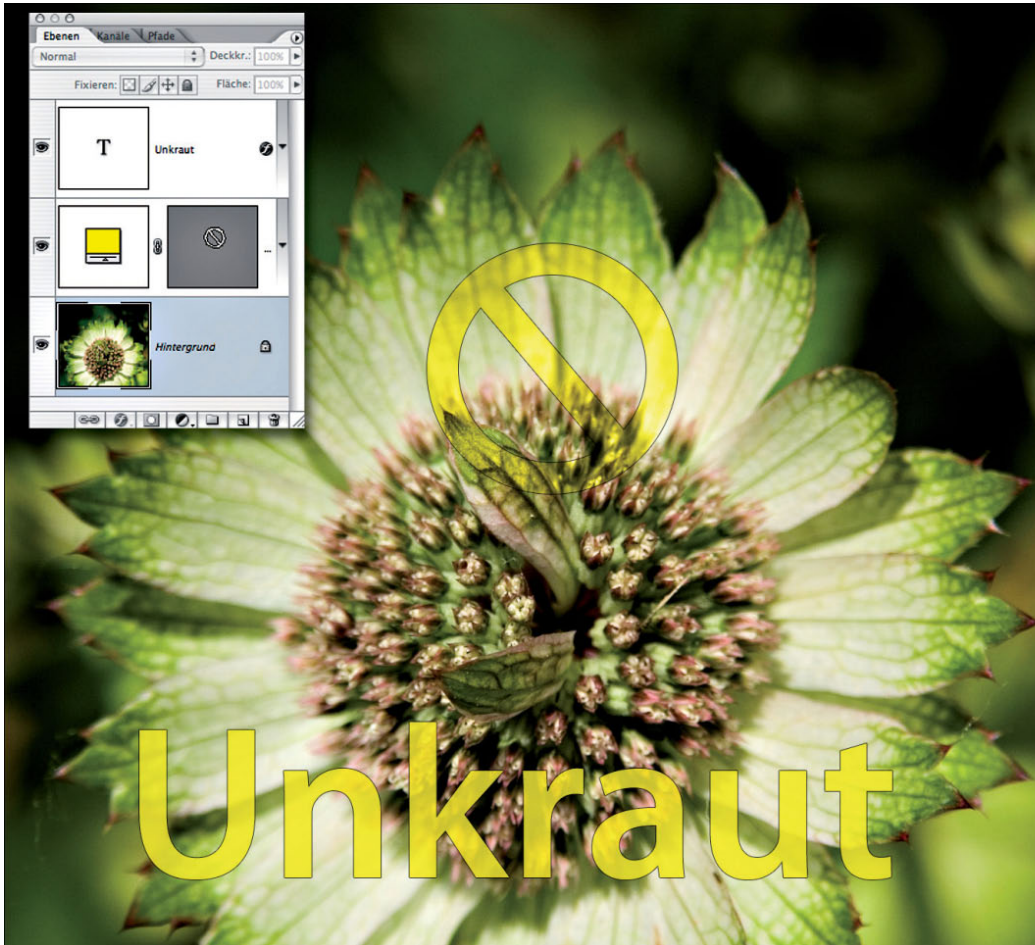 Ebenen Kanäle Pfade
Normal Deckkr.: 100%
Fixieren: Fläche: 100%
T Unkraut
...
Hintergrund
Unkraut